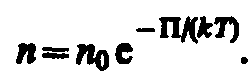 n = n₀ e^{−Π/(kT)}.